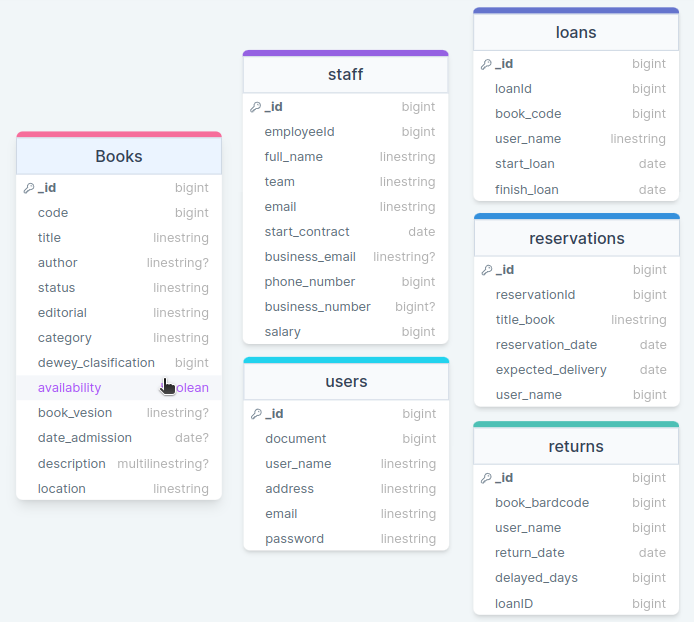 Books
_id bigint
code bigint
title linestring
author linestring?
status linestring
editorial linestring
category linestring
dewey_clasification bigint
availability olean
book_vesion linestring?
date_admission date?
description multilinestring?
location linestring
staff
_id bigint
employeeId bigint
full_name linestring
team linestring
email linestring
start_contract date
business_email linestring?
phone_number bigint
business_number bigint?
salary bigint
users
_id bigint
document bigint
user_name linestring
address linestring
email linestring
password linestring
loans
_id bigint
loanId bigint
book_code bigint
user_name linestring
start_loan date
finish_loan date
reservations
_id bigint
reservationId bigint
title_book linestring
reservation_date date
expected_delivery date
user_name bigint
returns
_id bigint
book_bardcode bigint
user_name bigint
return_date date
delayed_days bigint
loanID bigint